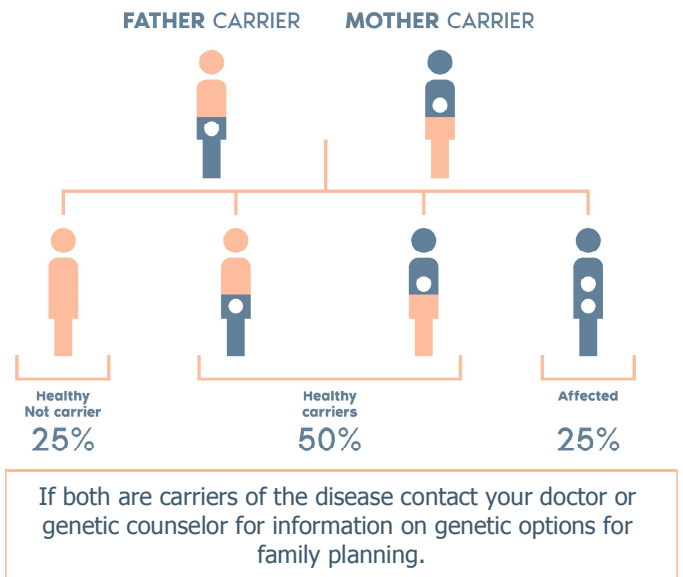 FATHER CARRIER MOTHER CARRIER
Healthy
Not carrier
25%
Healthy
carriers
50%
Affected
25%
If both are carriers of the disease contact your doctor or
genetic counselor for information on genetic options for
family planning.